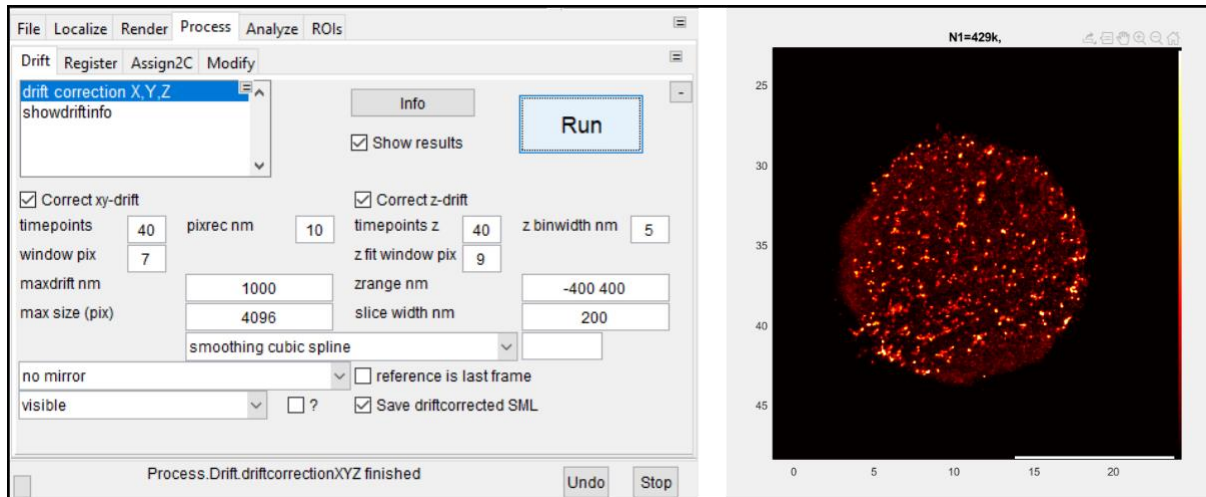 File Localize Render Process Analyze ROIs
Drift Register Assign2C Modify
drift correction X,Y,Z
showdriftinfo
Info
Show results
Run
-
Correct xy-drift
Correct z-drift
timepoints 40 pixrec nm 10 timepoints z 40 z binwidth nm 5
window pix 7 z fit window pix 9
maxdrift nm 1000 zrange nm -400 400
max size (pix) 4096 slice width nm 200
smoothing cubic spline
no mirror reference is last frame
visible ? Save driftcorrected SML
Process.Drift.driftcorrectionXYZ finished
Undo Stop
N1=429k,
25
30
35
40
45
0 5 10 15 20